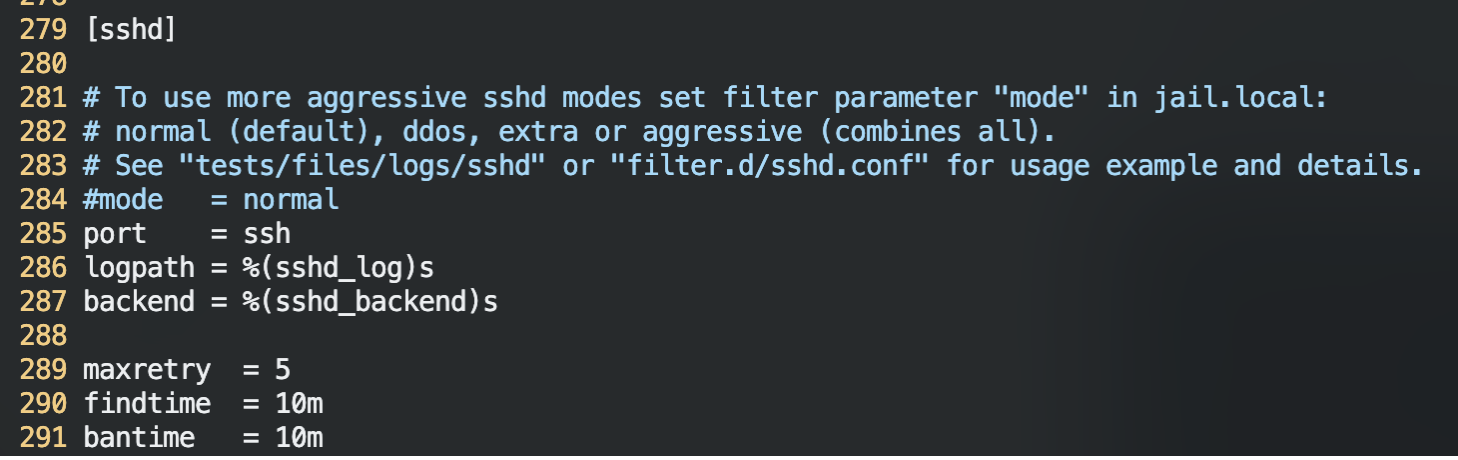 279 [sshd]
280
281 # To use more aggressive sshd modes set filter parameter "mode" in jail.local:
282 # normal (default), ddos, extra or aggressive (combines all).
283 # See "tests/files/logs/sshd" or "filter.d/sshd.conf" for usage example and details.
284 #mode   = normal
285 port    = ssh
286 logpath = %(sshd_log)s
287 backend = %(sshd_backend)s
288
289 maxretry  = 5
290 findtime  = 10m
291 bantime   = 10m